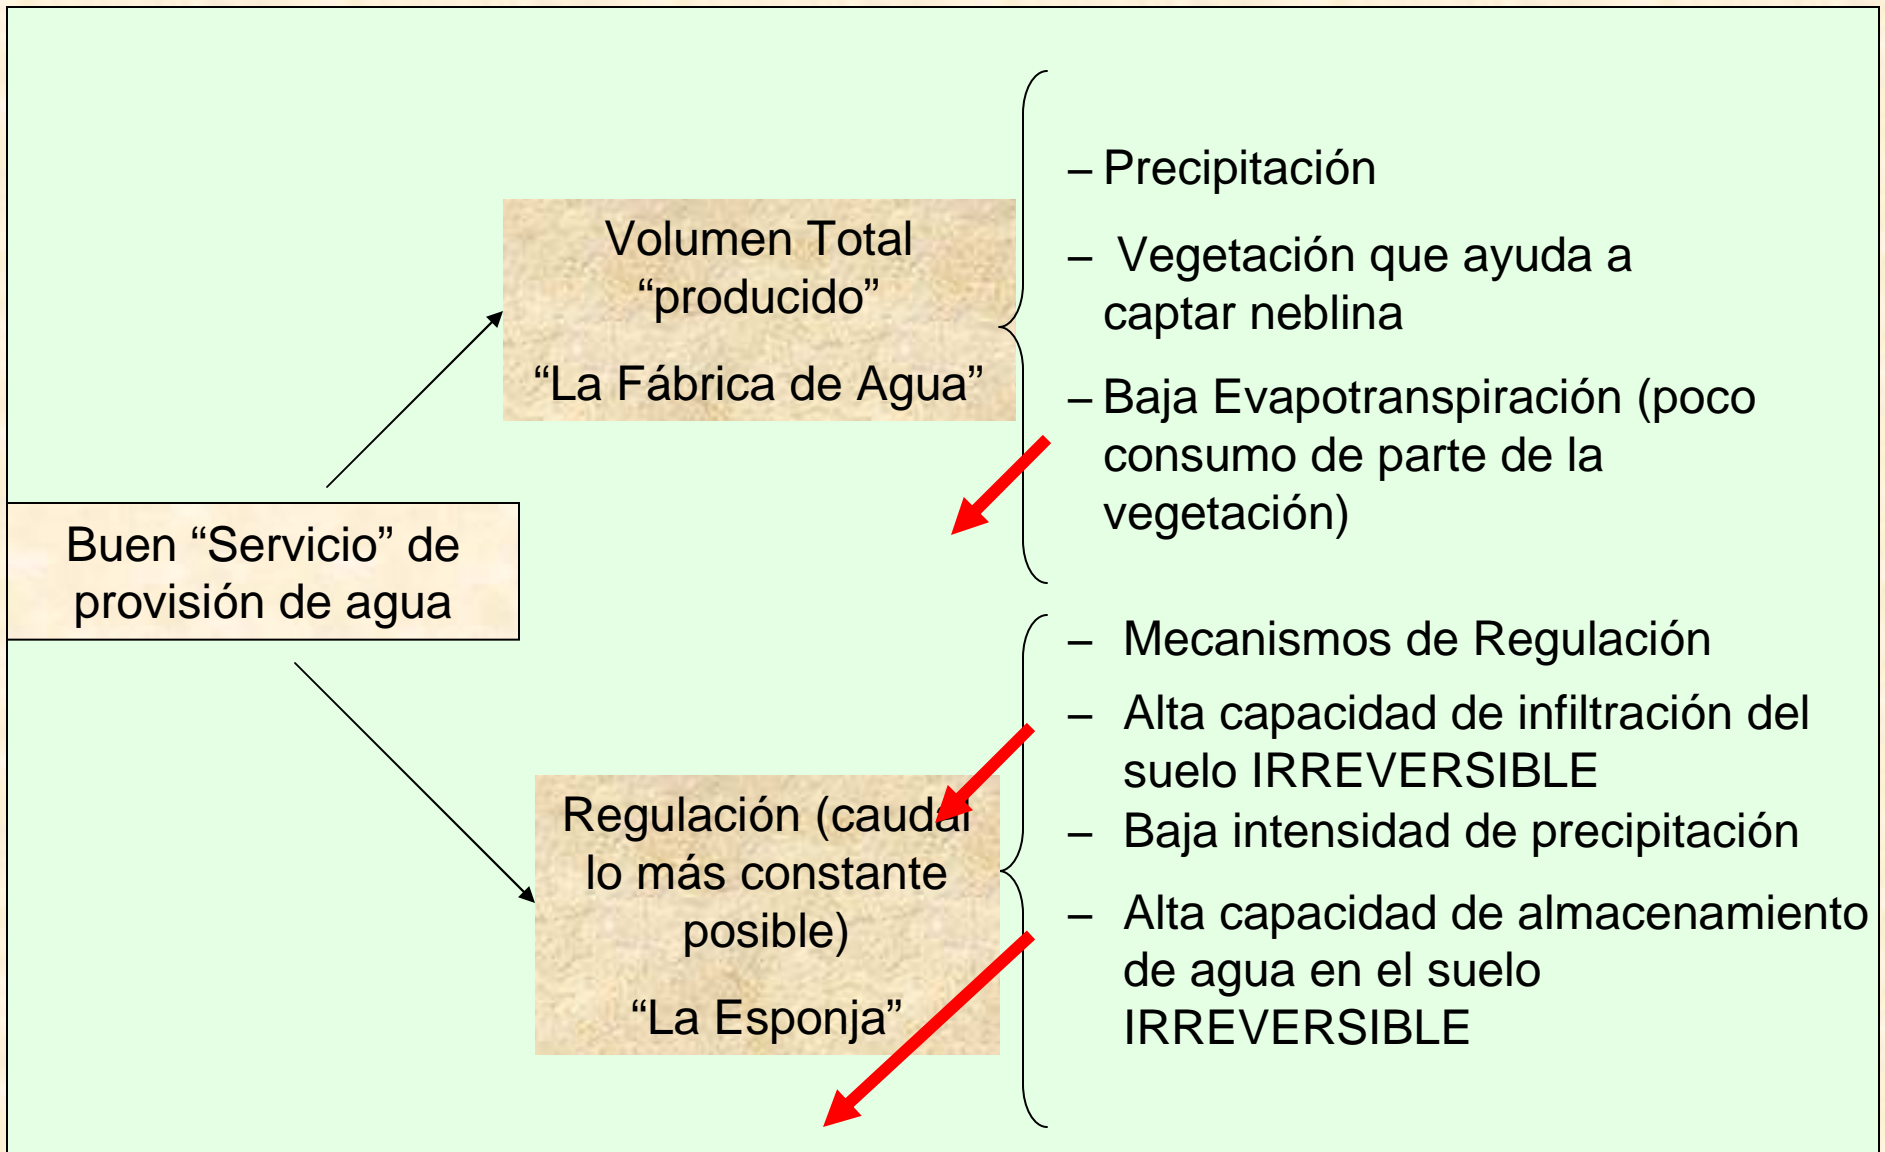 Buen “Servicio” de
provisión de agua
Volumen Total
“producido”
“La Fábrica de Agua”
– Precipitación
– Vegetación que ayuda a
captar neblina
– Baja Evapotranspiración (poco
consumo de parte de la
vegetación)
Regulación (caudal
lo más constante
posible)
“La Esponja”
– Mecanismos de Regulación
– Alta capacidad de infiltración del
suelo IRREVERSIBLE
– Baja intensidad de precipitación
– Alta capacidad de almacenamiento
de agua en el suelo
IRREVERSIBLE